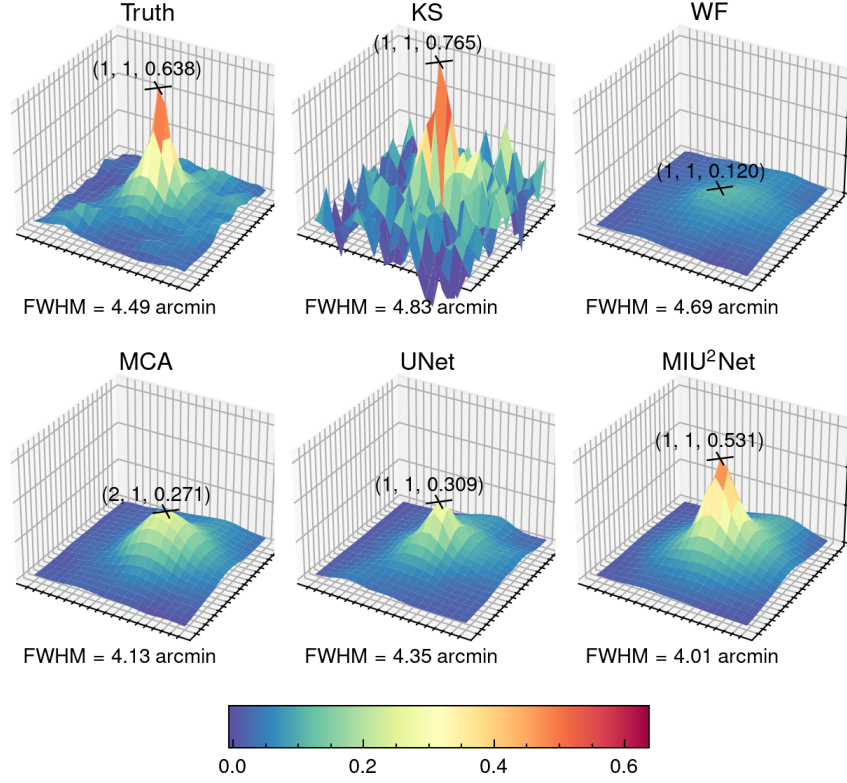 Truth
KS
WF
(1, 1, 0.638)
(1, 1, 0.765)
(1, 1, 0.120)
FWHM = 4.49 arcmin
FWHM = 4.83 arcmin
FWHM = 4.69 arcmin
MCA
UNet
MIU²Net
(2, 1, 0.271)
(1, 1, 0.309)
(1, 1, 0.531)
FWHM = 4.13 arcmin
FWHM = 4.35 arcmin
FWHM = 4.01 arcmin
0.0
0.2
0.4
0.6